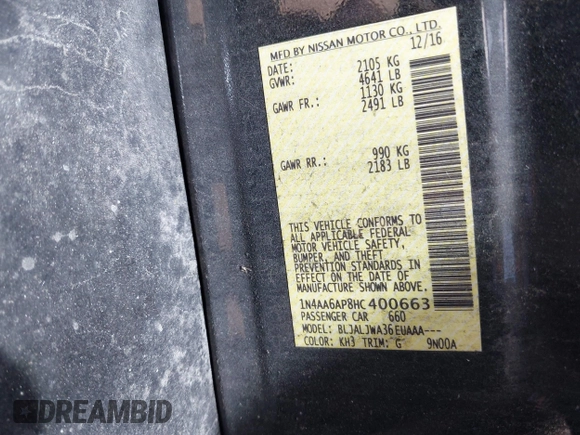 MFD BY NISSAN MOTOR CO., LTD.
DATE: 12/16
GVWR: 2105 KG
4641 LB
GAWR FR.: 1130 KG
2491 LB
GAWR RR.: 990 KG
2183 LB
THIS VEHICLE CONFORMS TO
ALL APPLICABLE FEDERAL
MOTOR VEHICLE SAFETY,
BUMPER, AND THEFT
PREVENTION STANDARDS IN
EFFECT ON THE DATE OF
MANUFACTURE SHOWN ABOVE.
1N4AA6AP8HC400663
PASSENGER CAR 660
MODEL: BLJALJWA36EUAAA---
COLOR: KH3 TRIM: G 9N00A
DREAMBID